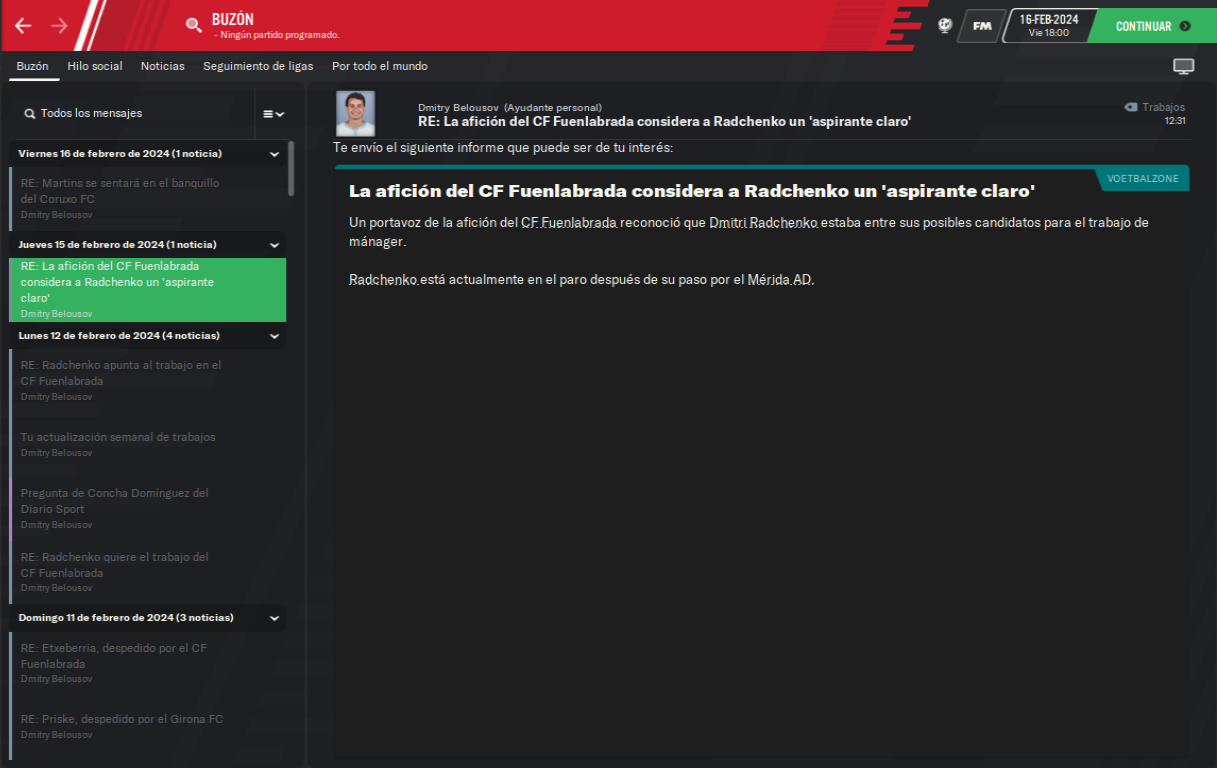 BUZÓN
- Ningún partido programado.
FM
16-FEB-2024
Vie 18:00
CONTINUAR
Buzón
Hilo social
Noticias
Seguimiento de ligas
Por todo el mundo
Todos los mensajes
Viernes 16 de febrero de 2024 (1 noticia)
RE: Martins se sentará en el banquillo
del Coruxo FC
Dmitry Belousov
Jueves 15 de febrero de 2024 (1 noticia)
RE: La afición del CF Fuenlabrada
considera a Radchenko un 'aspirante
claro'
Dmitry Belousov
Lunes 12 de febrero de 2024 (4 noticias)
RE: Radchenko apunta al trabajo en el
CF Fuenlabrada
Dmitry Belousov
Tu actualización semanal de trabajos
Dmitry Belousov
Pregunta de Concha Domínguez del
Diario Sport
Dmitry Belousov
RE: Radchenko quiere el trabajo del
CF Fuenlabrada
Dmitry Belousov
Domingo 11 de febrero de 2024 (3 noticias)
RE: Etxeberria, despedido por el CF
Fuenlabrada
Dmitry Belousov
RE: Priske, despedido por el Girona FC
Dmitry Belousov
Dmitry Belousov (Ayudante personal)
RE: La afición del CF Fuenlabrada considera a Radchenko un 'aspirante claro'
Trabajos
12:31
Te envío el siguiente informe que puede ser de tu interés:
VOETBALZONE
La afición del CF Fuenlabrada considera a Radchenko un 'aspirante claro'
Un portavoz de la afición del CF Fuenlabrada reconoció que Dmitri Radchenko estaba entre sus posibles candidatos para el trabajo de
mánager.
Radchenko está actualmente en el paro después de su paso por el Mérida AD.